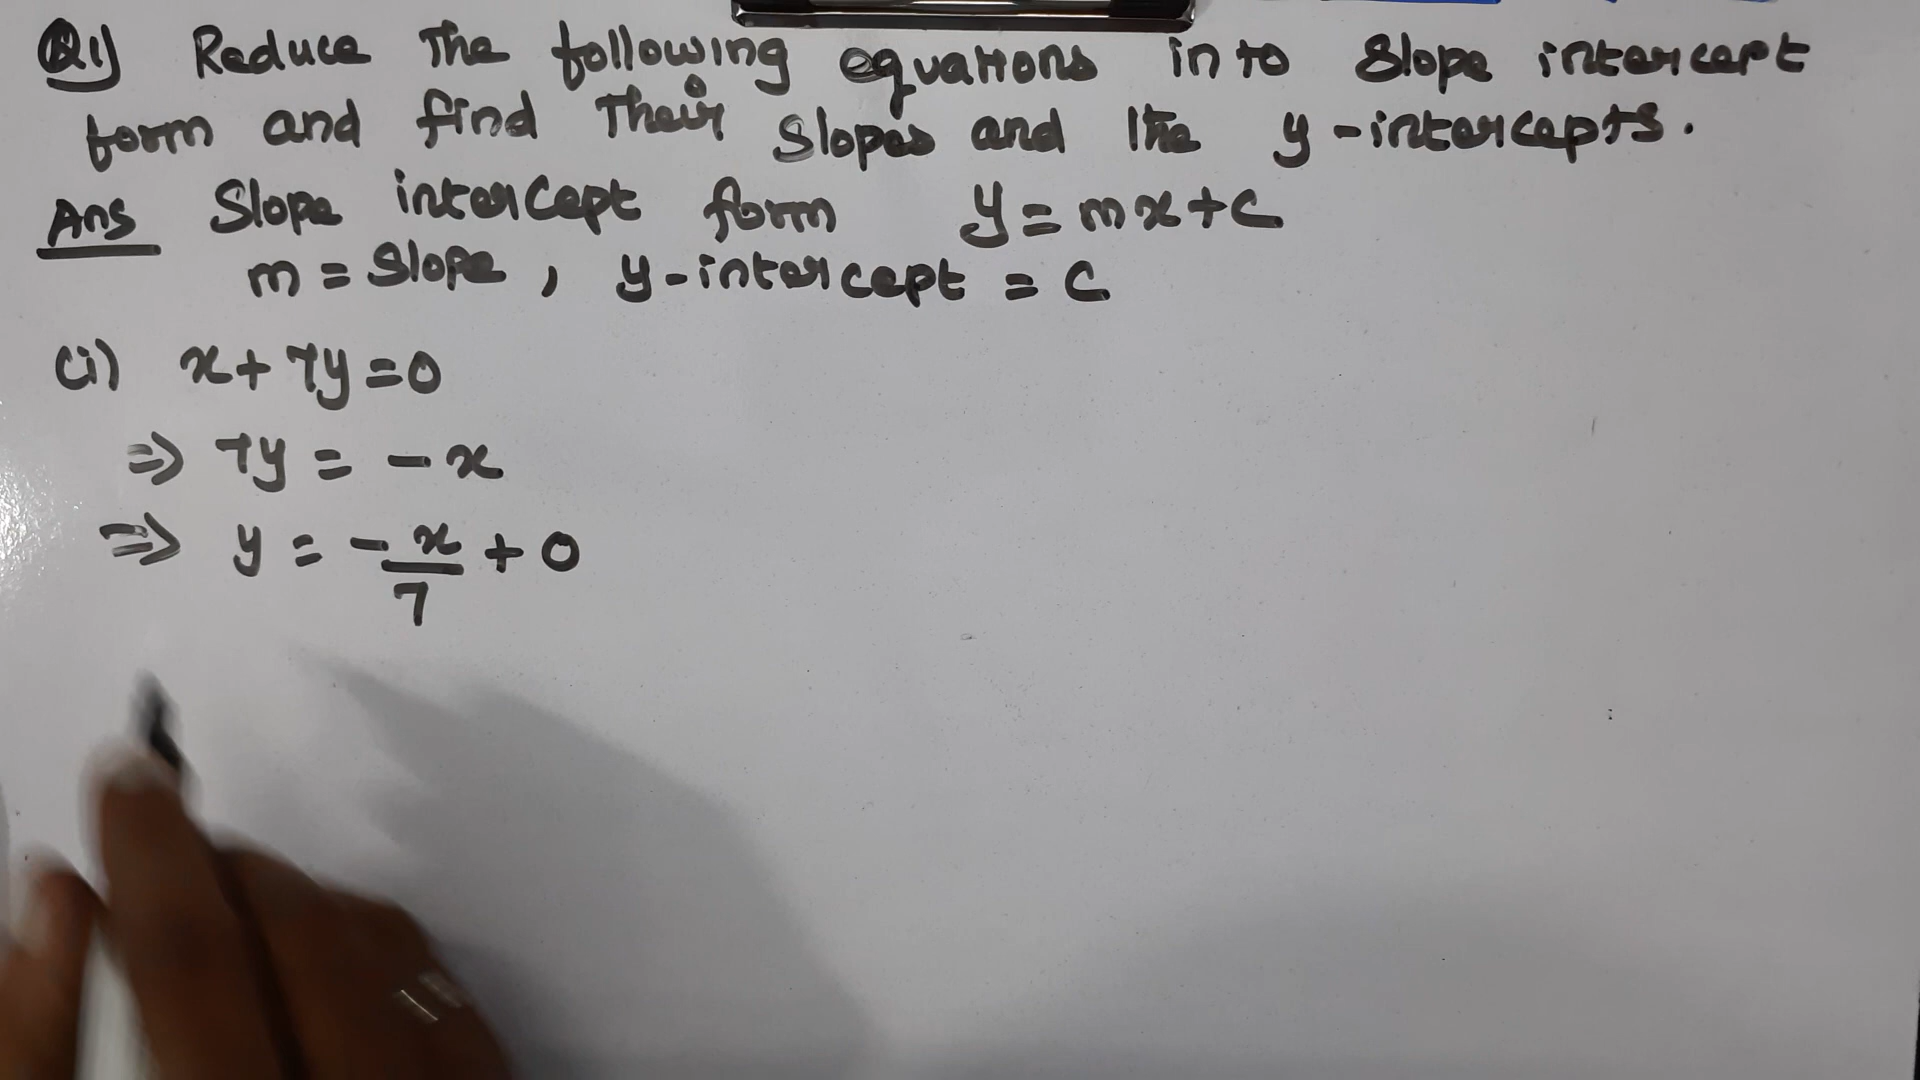 Q1) Reduce The following equations into Slope intercept
form and find Their Slopes and the y-intercepts.
Ans Slope intercept form y = mx + c
m = Slope, y-intercept = c
(i) x + 7y = 0
⇒ 7y = - x
⇒ y = - x/7 + 0